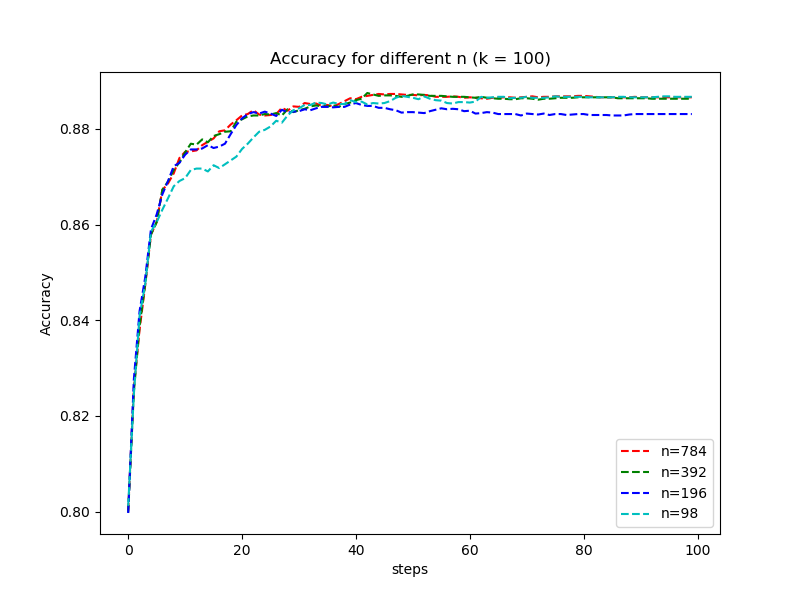 Accuracy for different n (k = 100)
Accuracy
0.88
0.86
0.84
0.82
0.80
0
20
40
60
80
100
steps
n=784
n=392
n=196
n=98